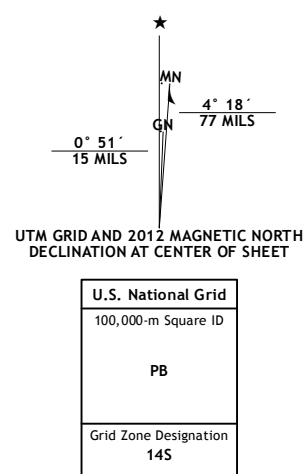 MN
GN
4° 18´
77 MILS
0° 51´
15 MILS
UTM GRID AND 2012 MAGNETIC NORTH
DECLINATION AT CENTER OF SHEET
U.S. National Grid
100,000-m Square ID
PB
Grid Zone Designation
14S